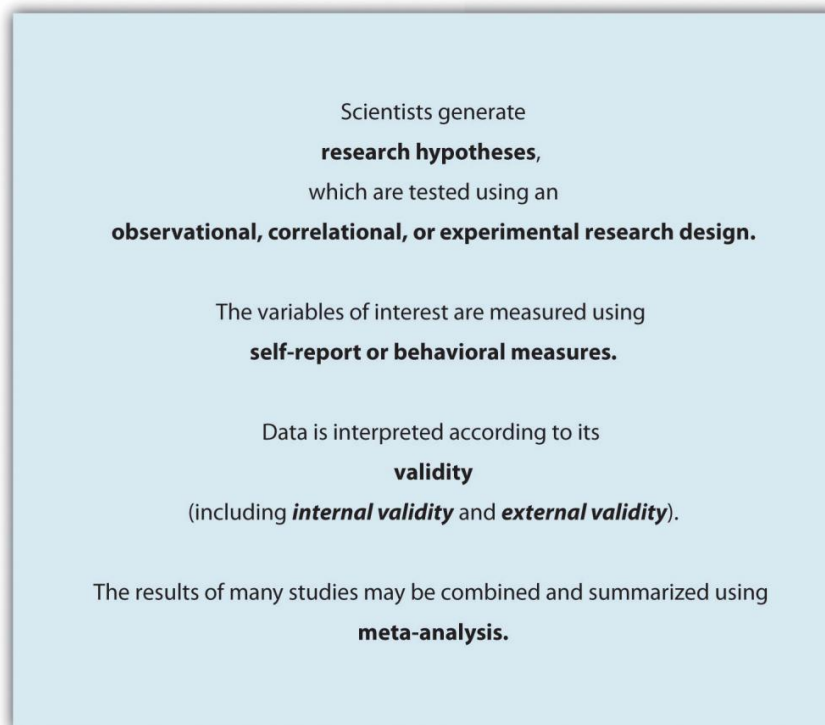 Scientists generate
research hypotheses,
which are tested using an
observational, correlational, or experimental research design.
The variables of interest are measured using
self-report or behavioral measures.
Data is interpreted according to its
validity
(including internal validity and external validity).
The results of many studies may be combined and summarized using
meta-analysis.